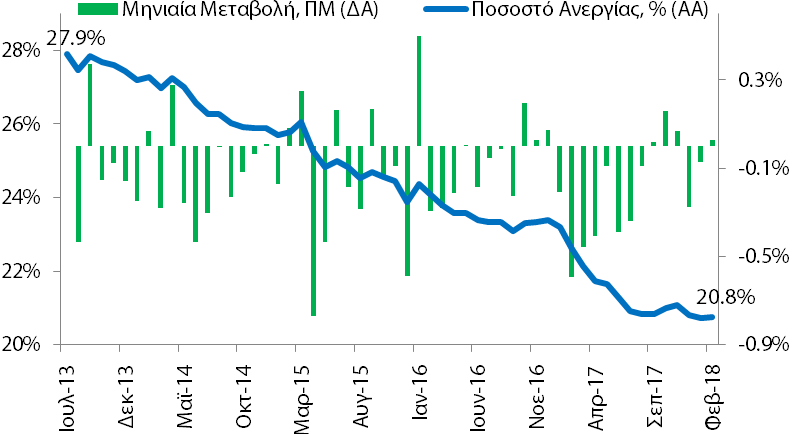 Μηνιαία Μεταβολή, ΠΜ (ΔΑ) Ποσοστό Ανεργίας, % (ΑΑ)
27.9%
28%
26%
24%
22%
20%
0.3%
-0.1%
-0.5%
-0.9%
20.8%
Ιουλ-13
Δεκ-13
Μαϊ-14
Οκτ-14
Μαρ-15
Αυγ-15
Ιαν-16
Ιουν-16
Νοε-16
Απρ-17
Σεπ-17
Φεβ-18